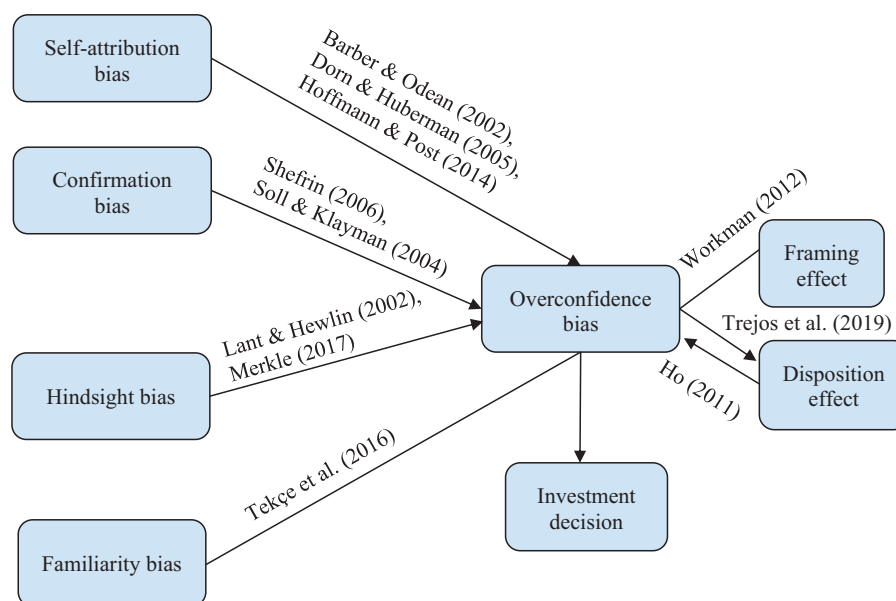 Self-attribution
bias
Barber & Odean (2002),
Dorn & Huberman (2005),
Hoffmann & Post (2014)
Confirmation
bias
Shefrin (2006),
Soll & Klayman (2004)
Workman (2012)
Framing
effect
Overconfidence
bias
Trejos et al. (2019)
Lant & Hewlin (2002),
Merkle (2017)
Ho (2011)
Disposition
effect
Hindsight bias
Tekçe et al. (2016)
Investment
decision
Familiarity bias